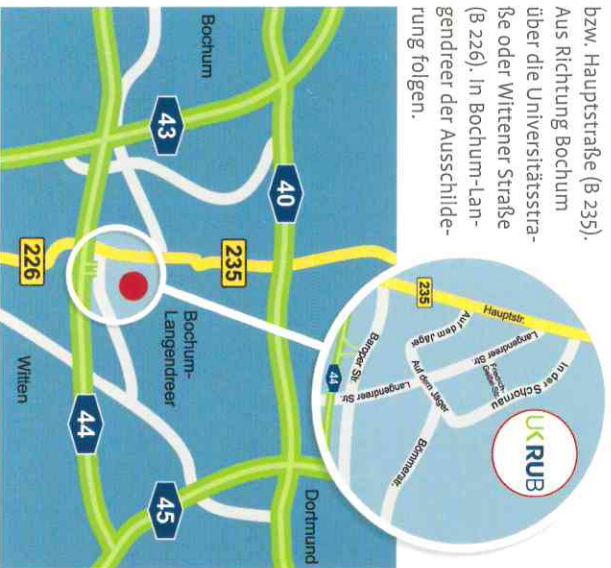 bzw. Hauptstraße (B 235).
Aus Richtung Bochum
über die Universitätsstra-
ße oder Wittener Straße
(B 226). In Bochum-Lan-
gendreer der Ausschilde-
rung folgen.
Bochum
43
40
235
226
Bochum-
Langendreer
Witten
44
45
Dortmund
235
Hauptstr.
Auf dem Jäger
Langendreer Str.
In der Schornau
Auf dem Jäger
Baroper Str.
44
Langendreer Str.
Bömmerstr.
UKRUB